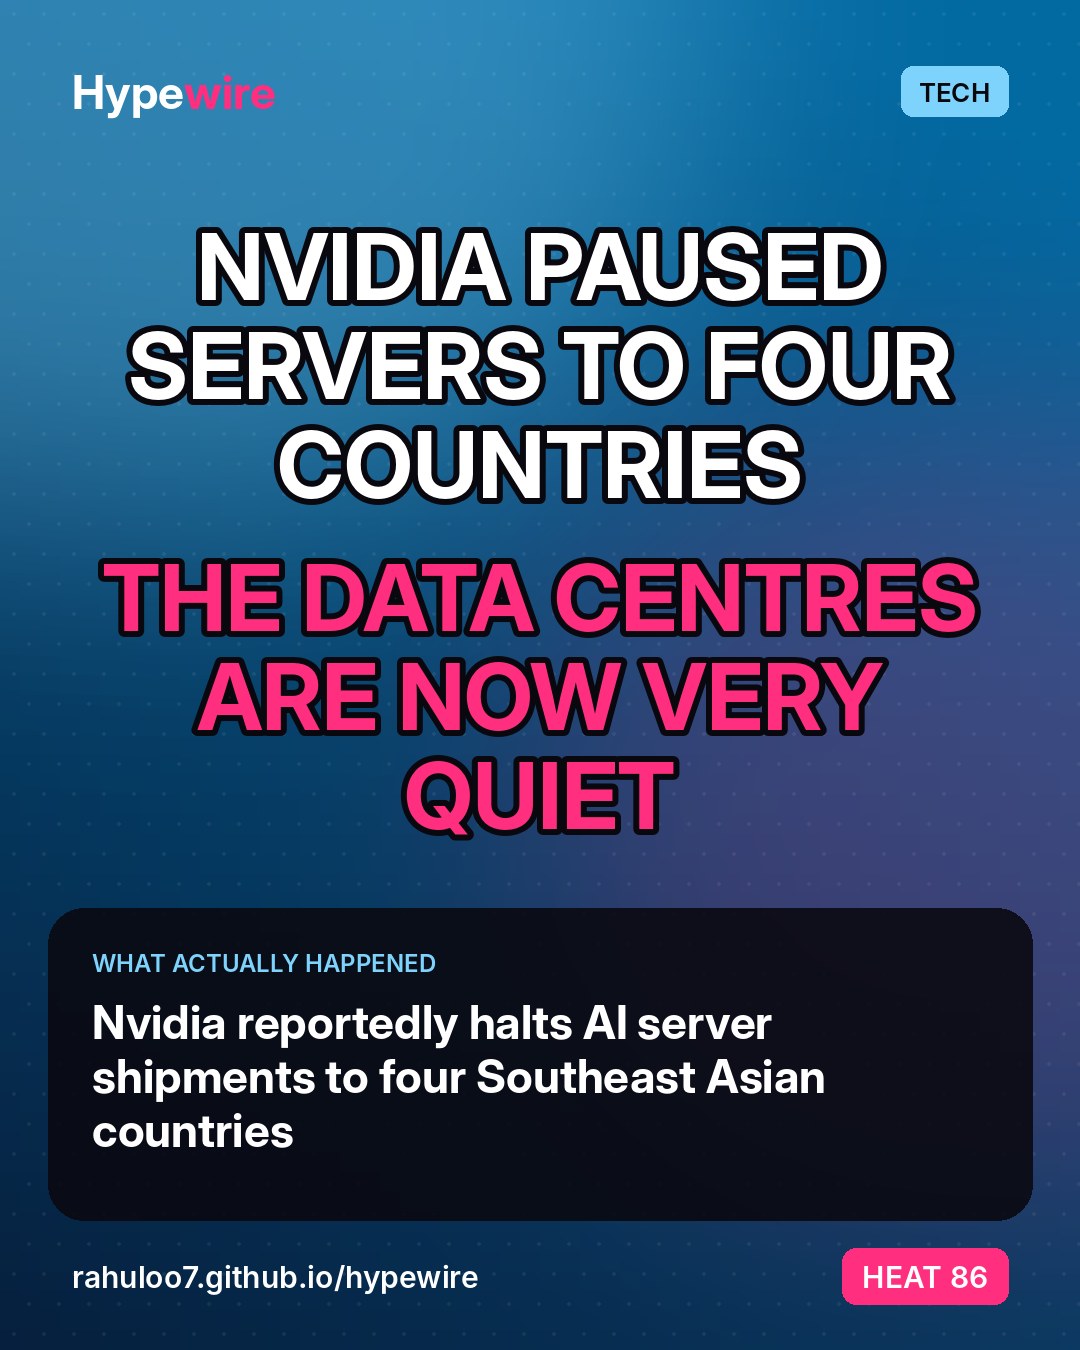 Hypewire
TECH
NVIDIA PAUSED
SERVERS TO FOUR
COUNTRIES
THE DATA CENTRES
ARE NOW VERY
QUIET
WHAT ACTUALLY HAPPENED
Nvidia reportedly halts AI server
shipments to four Southeast Asian
countries
rahuloo7.github.io/hypewire
HEAT 86